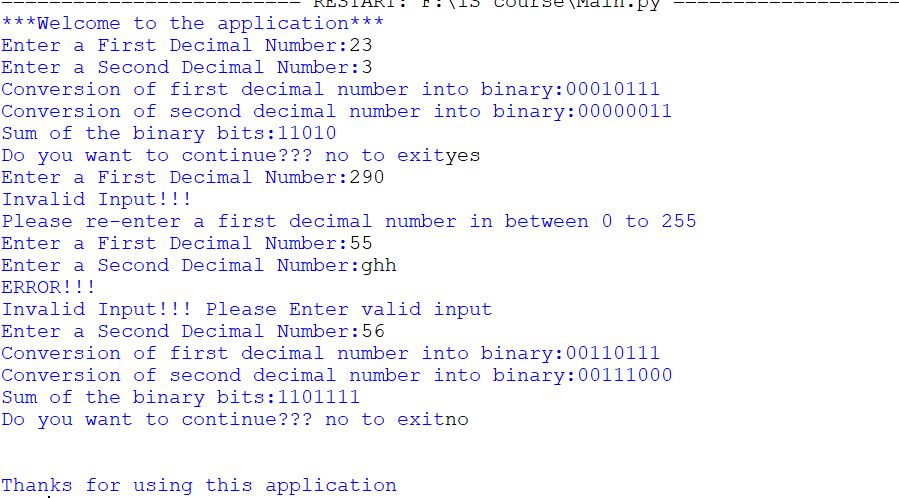 ==================== RESTART: F:\IS course\Main.py ====================
***Welcome to the application***
Enter a First Decimal Number:23
Enter a Second Decimal Number:3
Conversion of first decimal number into binary:00010111
Conversion of second decimal number into binary:00000011
Sum of the binary bits:11010
Do you want to continue??? no to exityes
Enter a First Decimal Number:290
Invalid Input!!!
Please re-enter a first decimal number in between 0 to 255
Enter a First Decimal Number:55
Enter a Second Decimal Number:ghh
ERROR!!!
Invalid Input!!! Please Enter valid input
Enter a Second Decimal Number:56
Conversion of first decimal number into binary:00110111
Conversion of second decimal number into binary:00111000
Sum of the binary bits:1101111
Do you want to continue??? no to exitno
Thanks for using this application